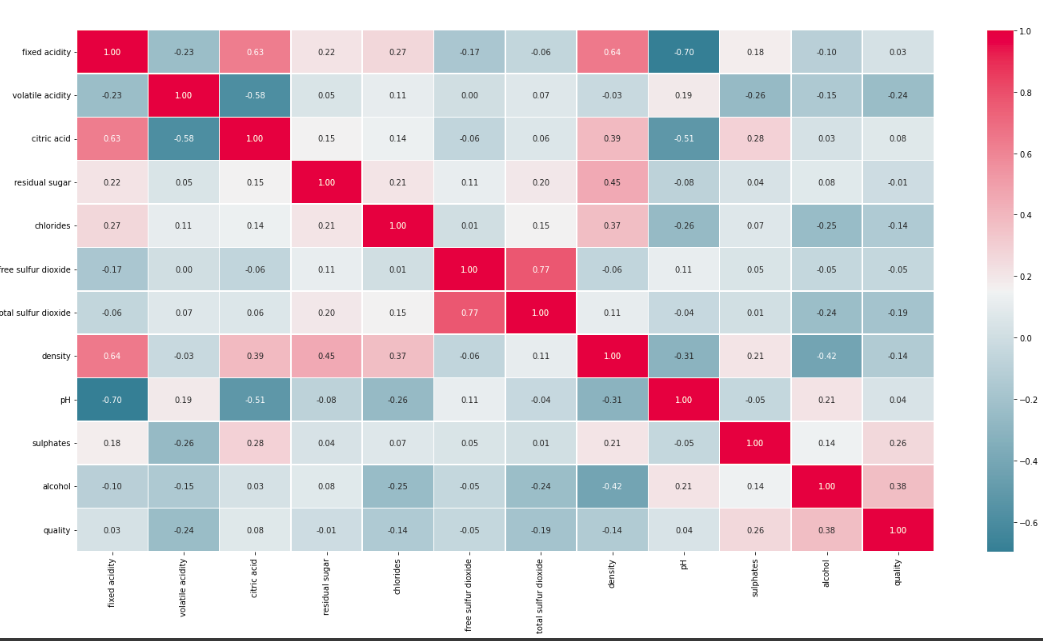 fixed acidity 1.00 -0.23 0.63 0.22 0.27 -0.17 -0.06 0.64 -0.70 0.18 -0.10 0.03
volatile acidity -0.23 1.00 -0.58 0.05 0.11 0.00 0.07 -0.03 0.19 -0.26 -0.15 -0.24
citric acid 0.63 -0.58 1.00 0.15 0.14 -0.06 0.06 0.39 -0.51 0.28 0.03 0.08
residual sugar 0.22 0.05 0.15 1.00 0.21 0.11 0.20 0.45 -0.08 0.04 0.08 -0.01
chlorides 0.27 0.11 0.14 0.21 1.00 0.01 0.15 0.37 -0.26 0.07 -0.25 -0.14
free sulfur dioxide -0.17 0.00 -0.06 0.11 0.01 1.00 0.77 -0.06 0.11 0.05 -0.05 -0.05
otal sulfur dioxide -0.06 0.07 0.06 0.20 0.15 0.77 1.00 0.11 -0.04 0.01 -0.24 -0.19
density 0.64 -0.03 0.39 0.45 0.37 -0.06 0.11 1.00 -0.31 0.21 -0.42 -0.14
pH -0.70 0.19 -0.51 -0.08 -0.26 0.11 -0.04 -0.31 1.00 -0.05 0.21 0.04
sulphates 0.18 -0.26 0.28 0.04 0.07 0.05 0.01 0.21 -0.05 1.00 0.14 0.26
alcohol -0.10 -0.15 0.03 0.08 -0.25 -0.05 -0.24 -0.42 0.21 0.14 1.00 0.38
quality 0.03 -0.24 0.08 -0.01 -0.14 -0.05 -0.19 -0.14 0.04 0.26 0.38 1.00
fixed acidity
volatile acidity
citric acid
residual sugar
chlorides
free sulfur dioxide
total sulfur dioxide
density
pH
sulphates
alcohol
quality
1.0
0.8
0.6
0.4
0.2
0.0
−0.2
−0.4
−0.6